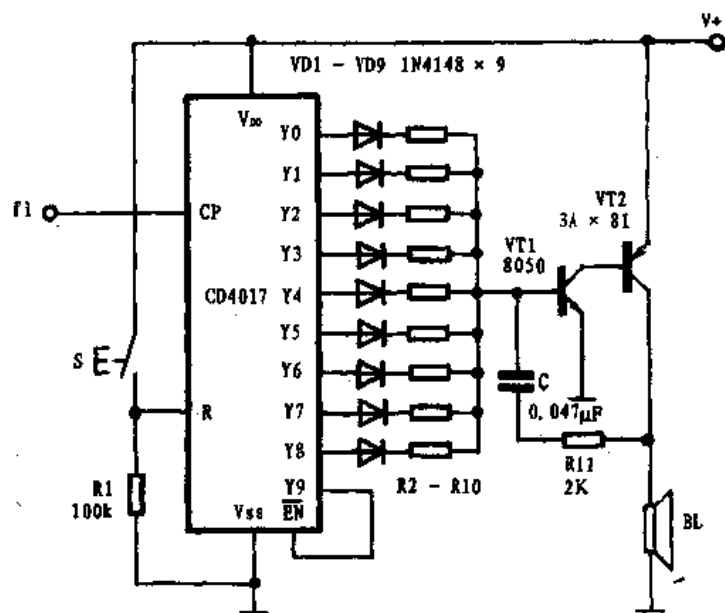 V+
VD1 - VD9 1N4148 × 9
VDD
Y0
Y1
f1
CP
Y2
VT2
3A × 81
Y3
VT1
8050
CD4017
Y4
Y5
S
Y6
C
0.047μF
R
Y7
Y8
R11
2K
R1
100k
Y9
R2 - R10
VSS
EN
BL